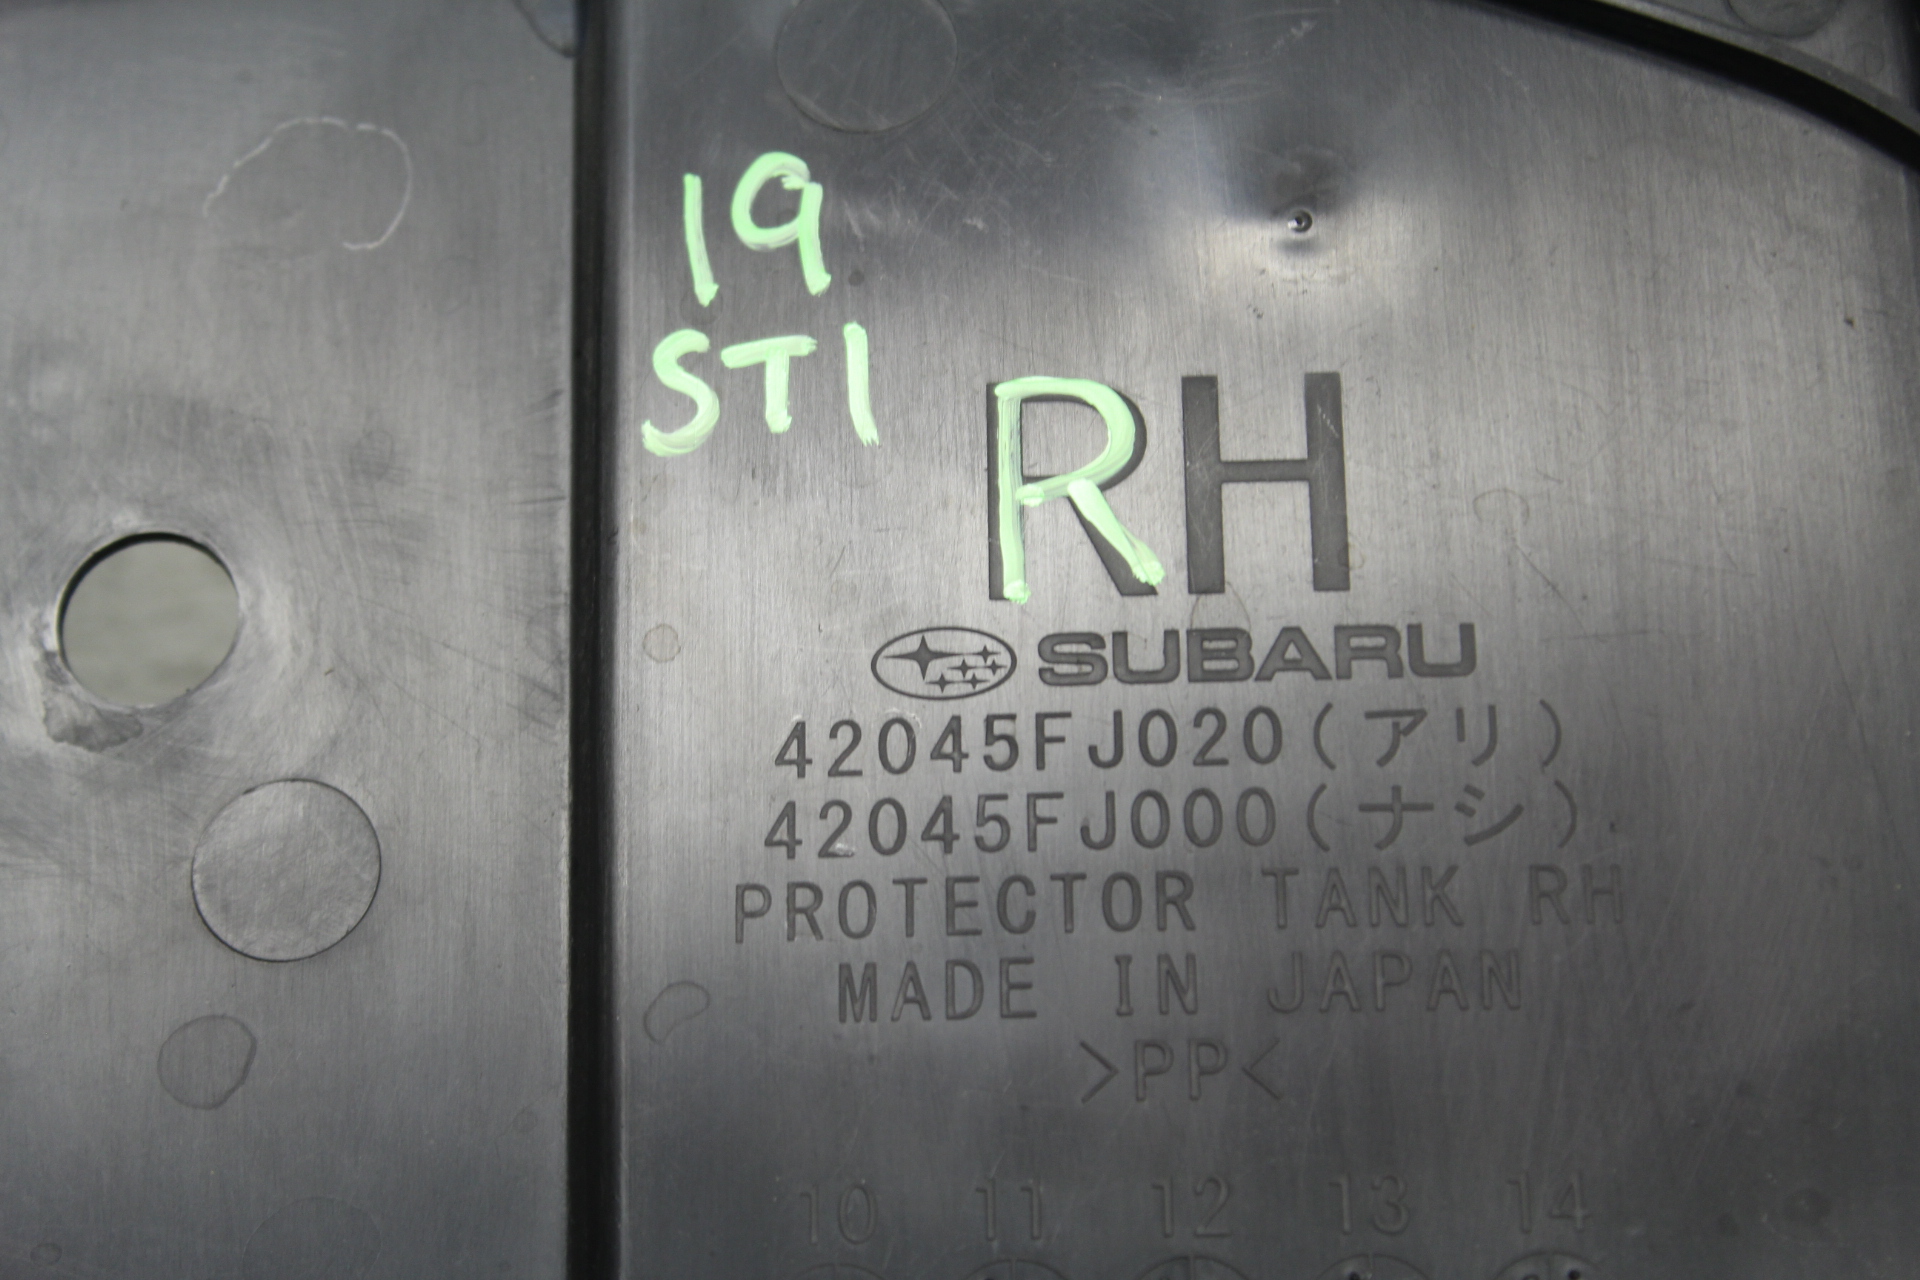 19
STI
R
RH
SUBARU
42045FJ020(アリ)
42045FJ000(ナシ)
PROTECTOR TANK RH
MADE IN JAPAN
>PP<
10 11 12 13 14